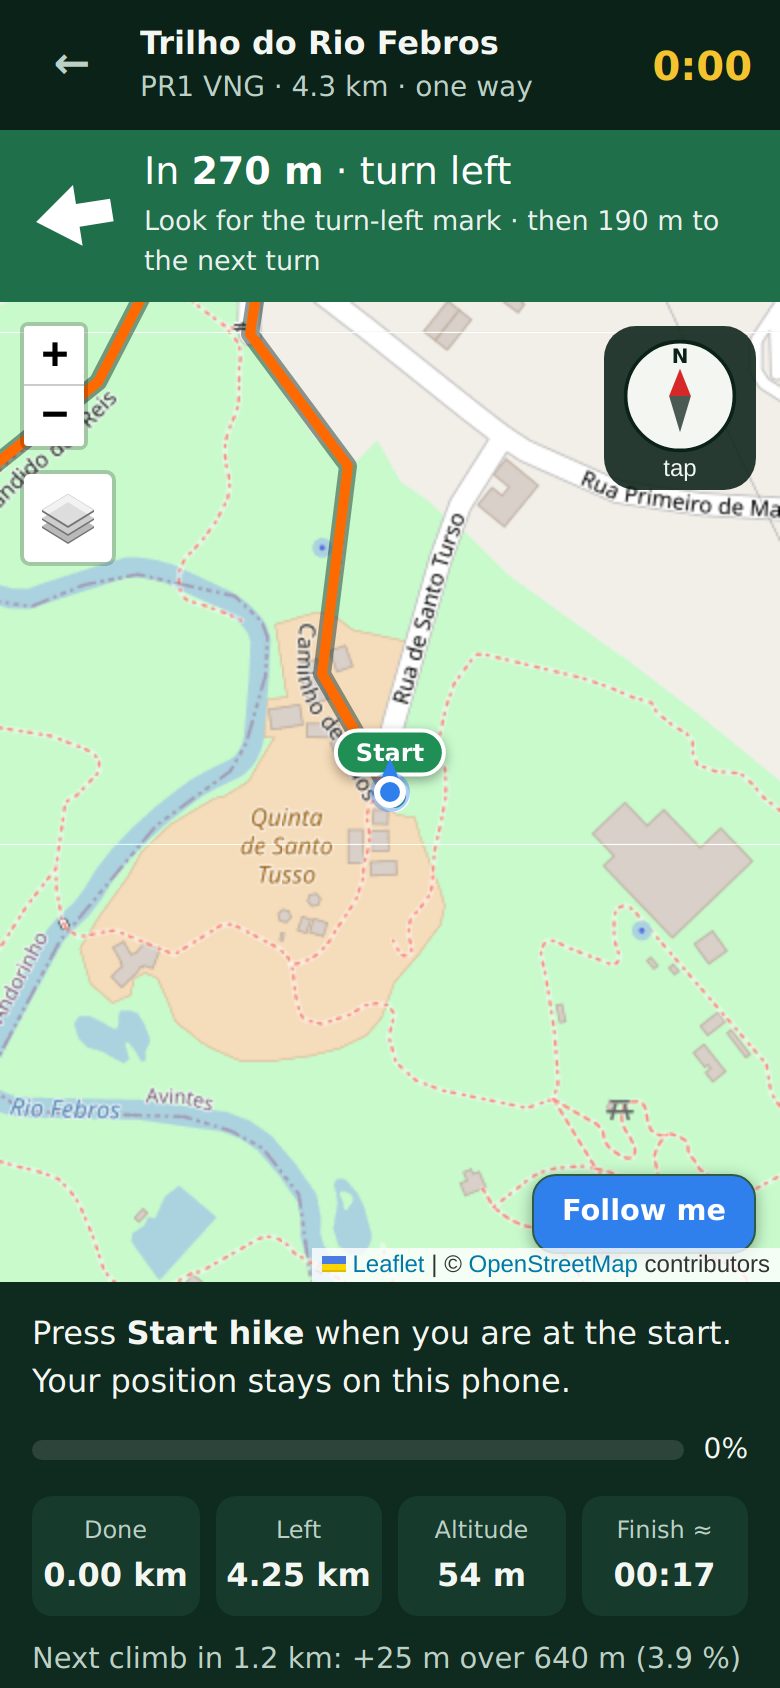 ←
Trilho do Rio Febros
PR1 VNG · 4.3 km · one way
0:00
In 270 m · turn left
Look for the turn-left mark · then 190 m to
the next turn
+
−
N
tap
Reis
Rua Primeiro de Ma
Rua de Santo Turso
Caminho de
Start
Quinta
de Santo
Tusso
Andorinho
Avintes
Rio Febros
Follow me
Leaflet | © OpenStreetMap contributors
Press Start hike when you are at the start.
Your position stays on this phone.
0%
Done
0.00 km
Left
4.25 km
Altitude
54 m
Finish ≈
00:17
Next climb in 1.2 km: +25 m over 640 m (3.9 %)